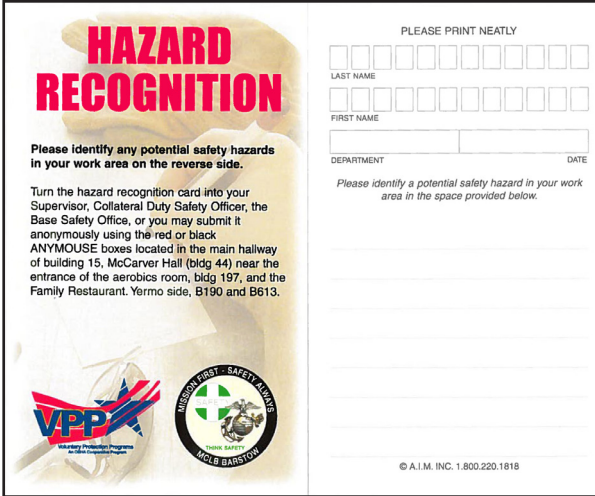 HAZARD
RECOGNITION
Please identify any potential safety hazards
in your work area on the reverse side.
Turn the hazard recognition card into your
Supervisor, Collateral Duty Safety Officer, the
Base Safety Office, or you may submit it
anonymously using the red or black
ANYMOUSE boxes located in the main hallway
of building 15, McCarver Hall (bldg 44) near the
entrance of the aerobics room, bldg 197, and the
Family Restaurant. Yermo side, B190 and B613.
VPP
Voluntary Protection Programs
An OSHA Cooperative Program
MISSION FIRST - SAFETY ALWAYS
SAFETY
THINK SAFETY
MCLB BARSTOW
PLEASE PRINT NEATLY
LAST NAME
FIRST NAME
DEPARTMENT DATE
Please identify a potential safety hazard in your work
area in the space provided below.
© A.I.M. INC. 1.800.220.1818